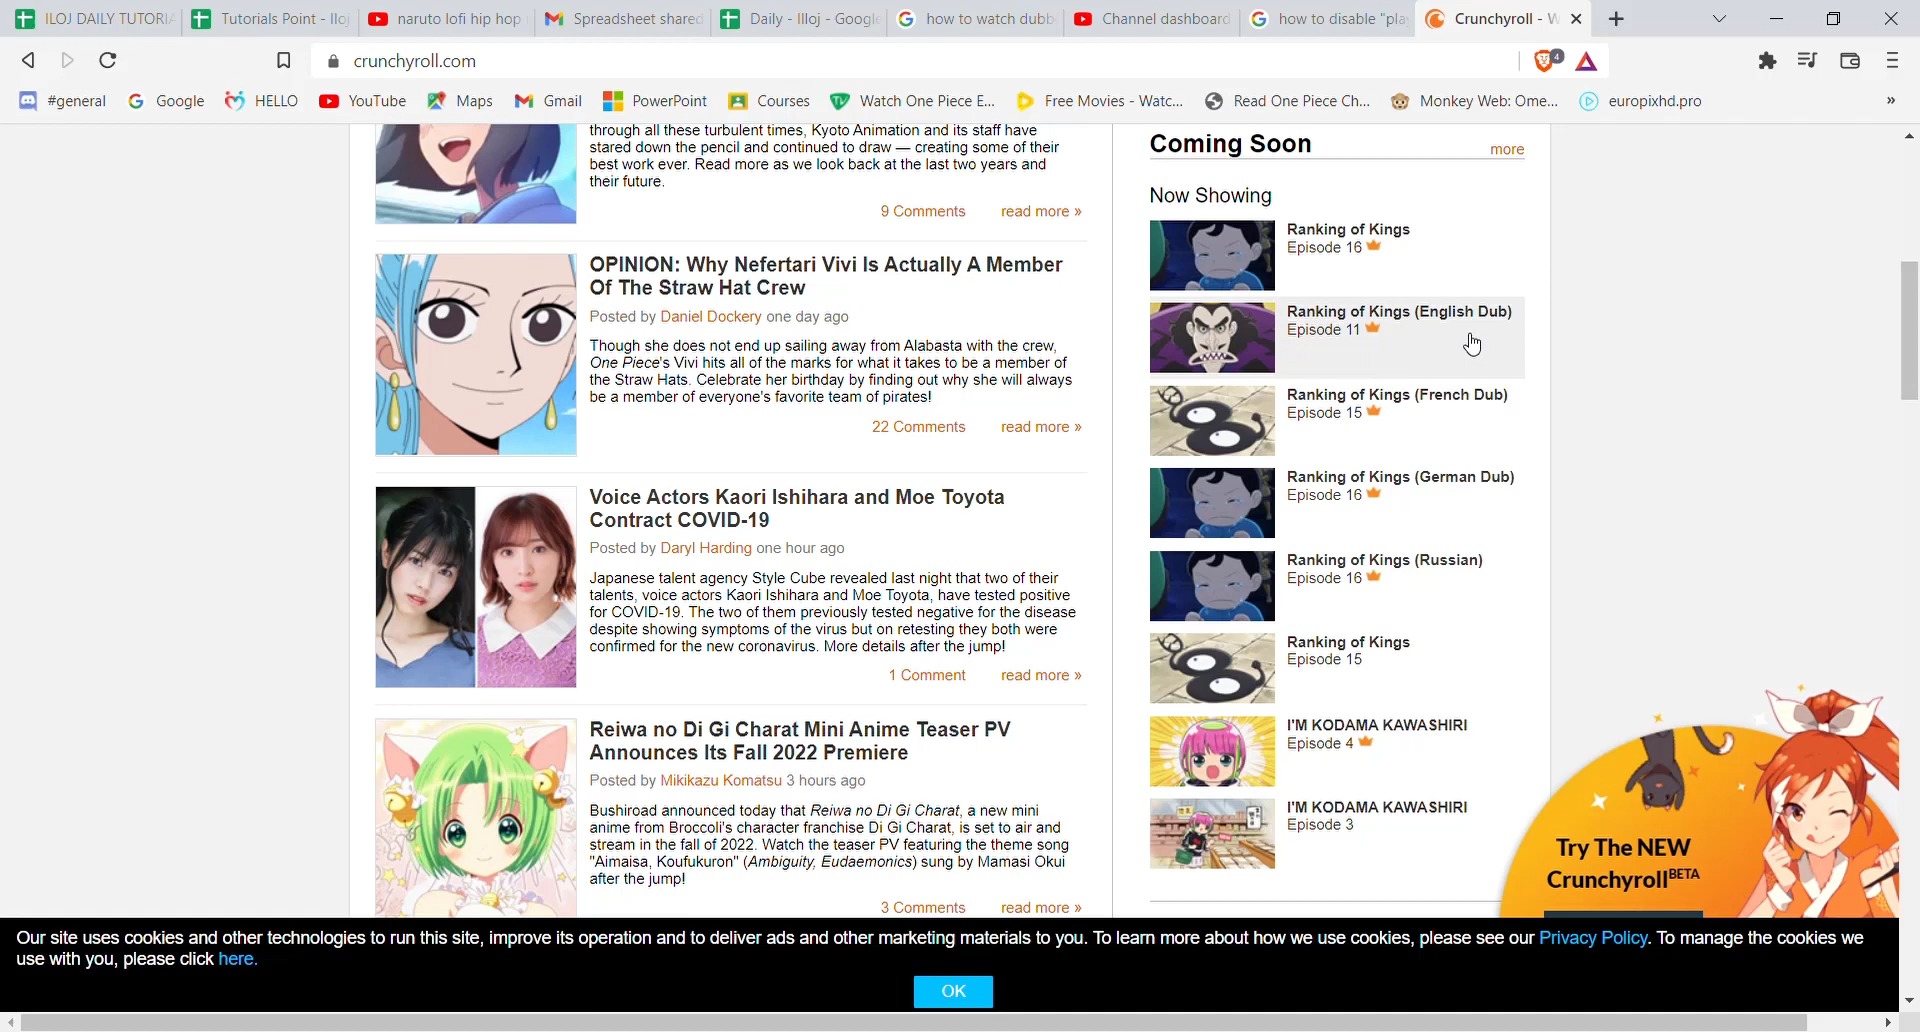 ILOJ DAILY TUTORIA
Tutorials Point - Iloj
naruto lofi hip hop
Spreadsheet shared
Daily - Illoj - Google
how to watch dubb
Channel dashboard
how to disable "pla
Crunchyroll - W
crunchyroll.com
4
#general
Google
HELLO
YouTube
Maps
Gmail
PowerPoint
Courses
Watch One Piece E...
Free Movies - Watc...
Read One Piece Ch...
Monkey Web: Ome...
europixhd.pro
»
through all these turbulent times, Kyoto Animation and its staff have
stared down the pencil and continued to draw — creating some of their
best work ever. Read more as we look back at the last two years and
their future.
9 Comments read more »
OPINION: Why Nefertari Vivi Is Actually A Member
Of The Straw Hat Crew
Posted by Daniel Dockery one day ago
Though she does not end up sailing away from Alabasta with the crew,
One Piece's Vivi hits all of the marks for what it takes to be a member of
the Straw Hats. Celebrate her birthday by finding out why she will always
be a member of everyone's favorite team of pirates!
22 Comments read more »
Voice Actors Kaori Ishihara and Moe Toyota
Contract COVID-19
Posted by Daryl Harding one hour ago
Japanese talent agency Style Cube revealed last night that two of their
talents, voice actors Kaori Ishihara and Moe Toyota, have tested positive
for COVID-19. The two of them previously tested negative for the disease
despite showing symptoms of the virus but on retesting they both were
confirmed for the new coronavirus. More details after the jump!
1 Comment read more »
Reiwa no Di Gi Charat Mini Anime Teaser PV
Announces Its Fall 2022 Premiere
Posted by Mikikazu Komatsu 3 hours ago
Bushiroad announced today that Reiwa no Di Gi Charat, a new mini
anime from Broccoli's character franchise Di Gi Charat, is set to air and
stream in the fall of 2022. Watch the teaser PV featuring the theme song
"Aimaisa, Koufukuron" (Ambiguity, Eudaemonics) sung by Mamasi Okui
after the jump!
3 Comments read more »
Coming Soon
more
Now Showing
Ranking of Kings
Episode 16
Ranking of Kings (English Dub)
Episode 11
Ranking of Kings (French Dub)
Episode 15
Ranking of Kings (German Dub)
Episode 16
Ranking of Kings (Russian)
Episode 16
Ranking of Kings
Episode 15
I'M KODAMA KAWASHIRI
Episode 4
I'M KODAMA KAWASHIRI
Episode 3
Try The NEW
Crunchyroll BETA
Our site uses cookies and other technologies to run this site, improve its operation and to deliver ads and other marketing materials to you. To learn more about how we use cookies, please see our Privacy Policy. To manage the cookies we
use with you, please click here.
OK